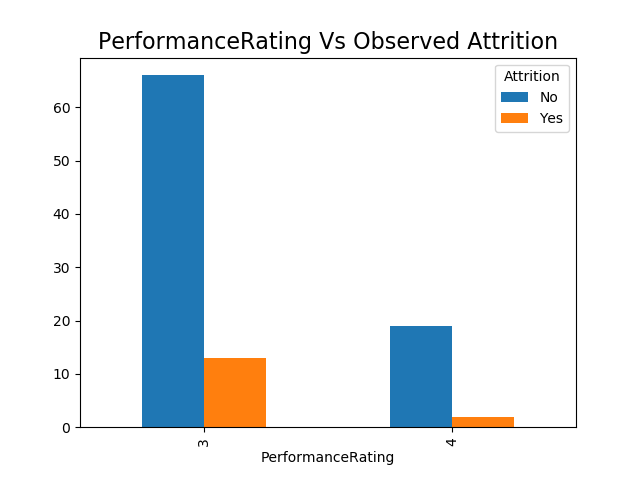 PerformanceRating Vs Observed Attrition
Attrition
No
Yes
60
50
40
30
20
10
0
3
4
PerformanceRating